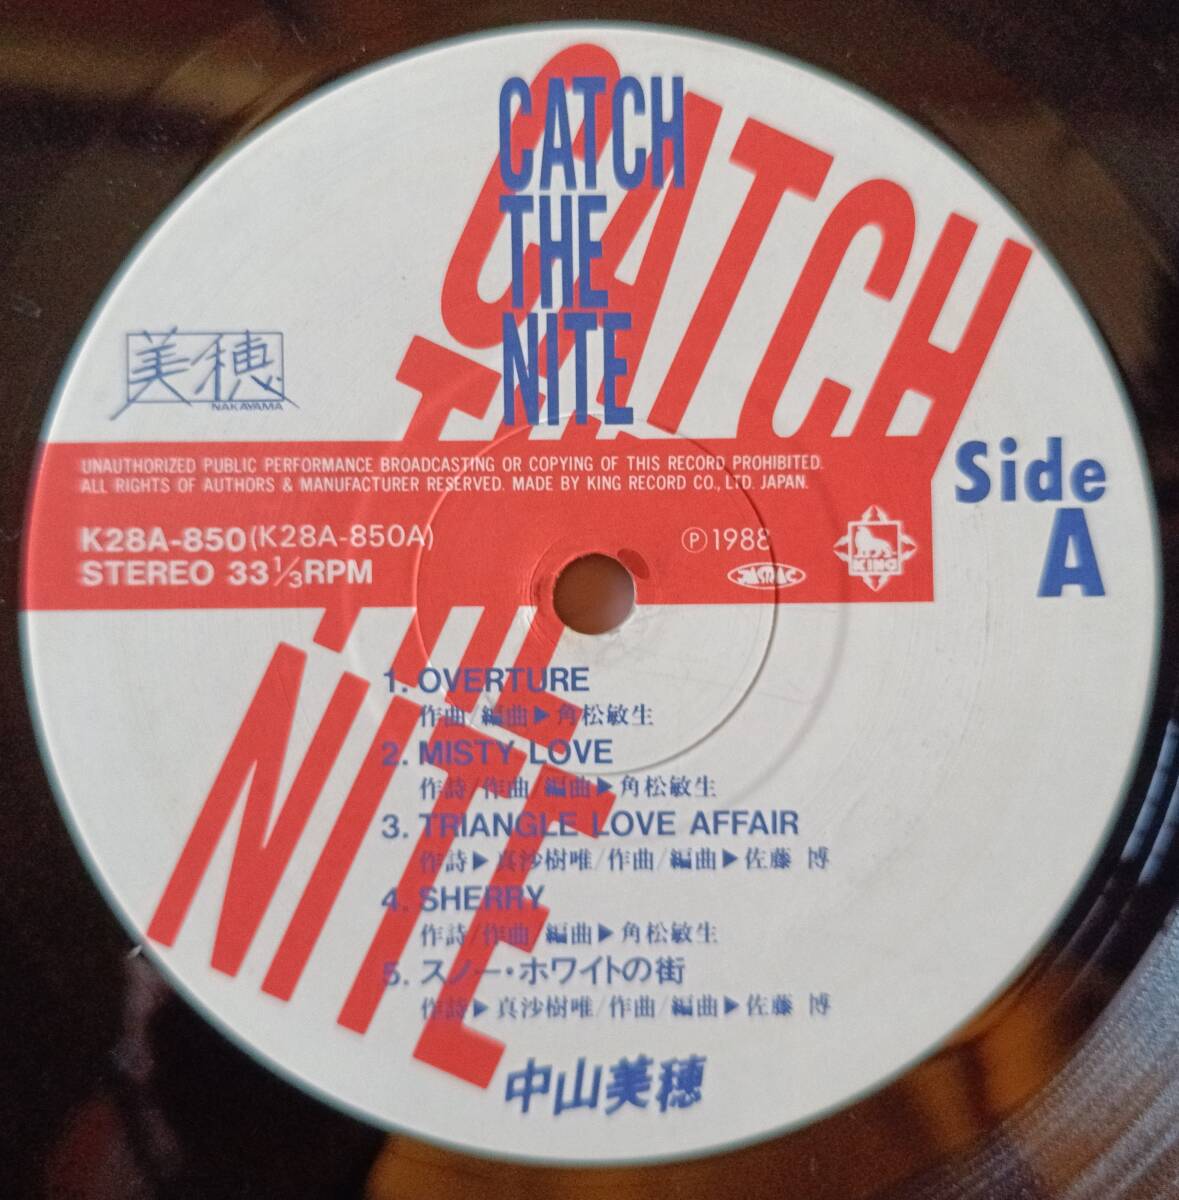 CATCH
THE
NITE
CATCH
THE
NITE
美穂
NAKAYAMA
UNAUTHORIZED PUBLIC PERFORMANCE BROADCASTING OR COPYING OF THIS RECORD PROHIBITED.
ALL RIGHTS OF AUTHORS & MANUFACTURER RESERVED. MADE BY KING RECORD CO., LTD. JAPAN.
Side
A
K28A-850(K28A-850A)
Ⓟ1988
STEREO 33 1/3RPM
JASRAC
KING
1. OVERTURE
作曲/編曲▶角松敏生
2. MISTY LOVE
作詩/作曲/編曲▶角松敏生
3. TRIANGLE LOVE AFFAIR
作詩▶真沙樹唯/作曲/編曲▶佐藤 博
4. SHERRY
作詩/作曲/編曲▶角松敏生
5. スノー・ホワイトの街
作詩▶真沙樹唯/作曲/編曲▶佐藤 博
中山美穂